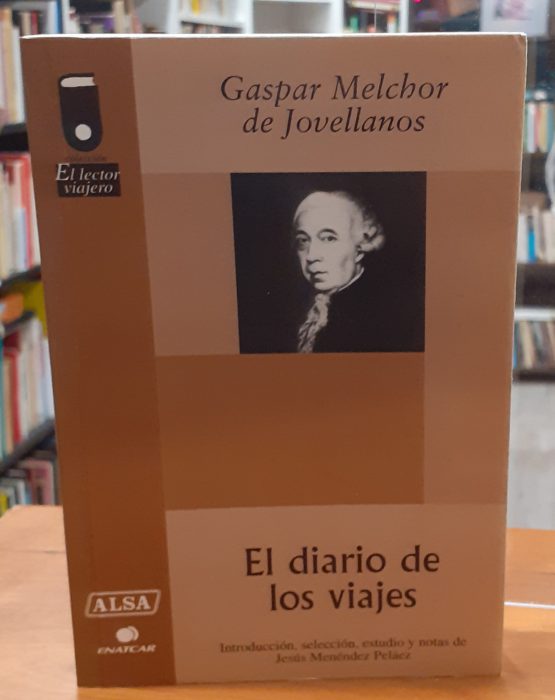 Gaspar Melchor
de Jovellanos
COLECCIÓN
El lector
viajero
El diario de
los viajes
ALSA
ENATCAR
Introducción, selección, estudio y notas de
Jesús Menéndez Peláez